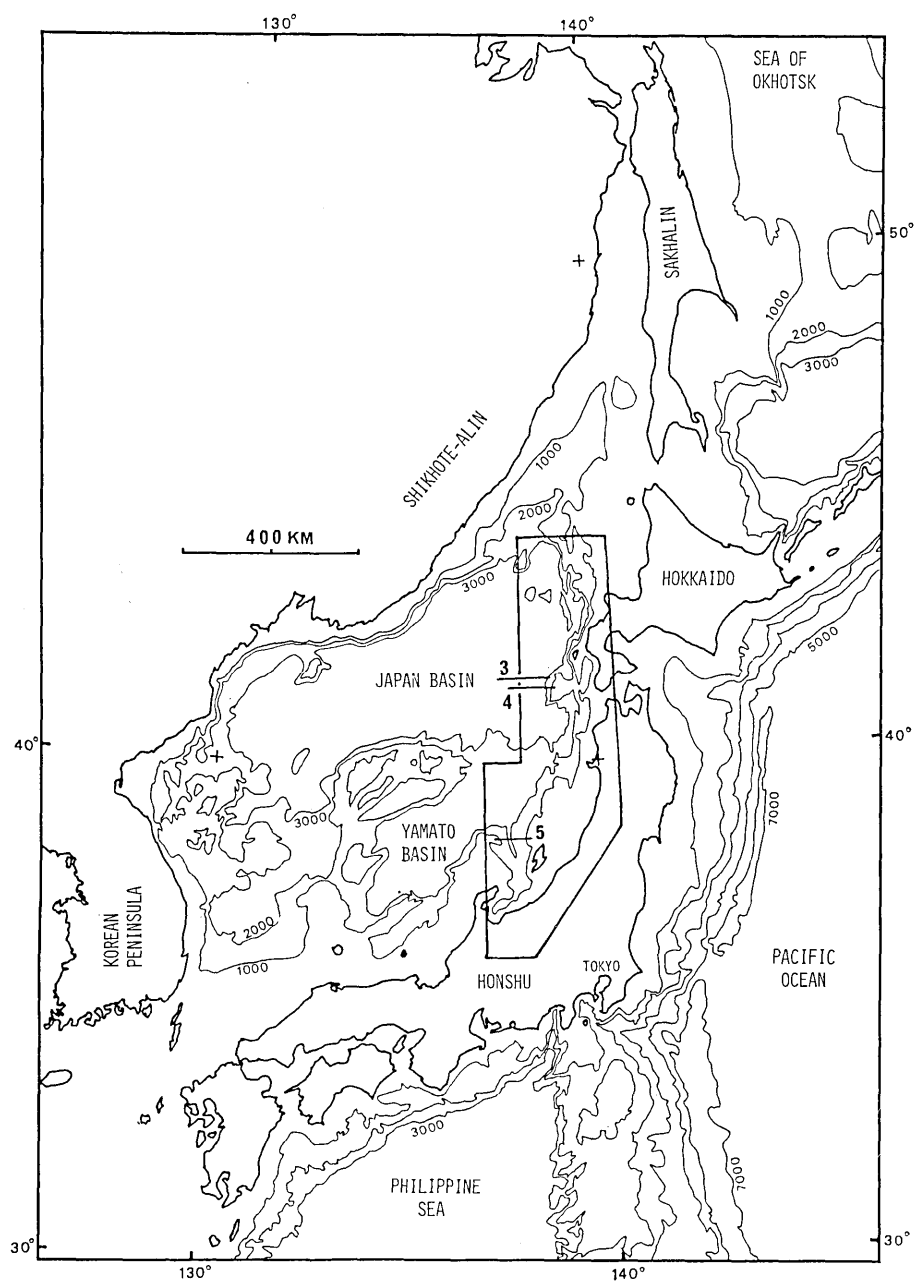 130°
140°
SEA OF
OKHOTSK
50°
SAKHALIN
1000
2000
3000
SHIKHOTE-ALIN
1000
2000
400 KM
3000
HOKKAIDO
5000
JAPAN BASIN
3
4
40°
40°
3000
7000
YAMATO
BASIN
5
KOREAN
PENINSULA
2000
1000
HONSHU
TOKYO
PACIFIC
OCEAN
3000
7000
PHILIPPINE
SEA
30°
30°
130°
140°